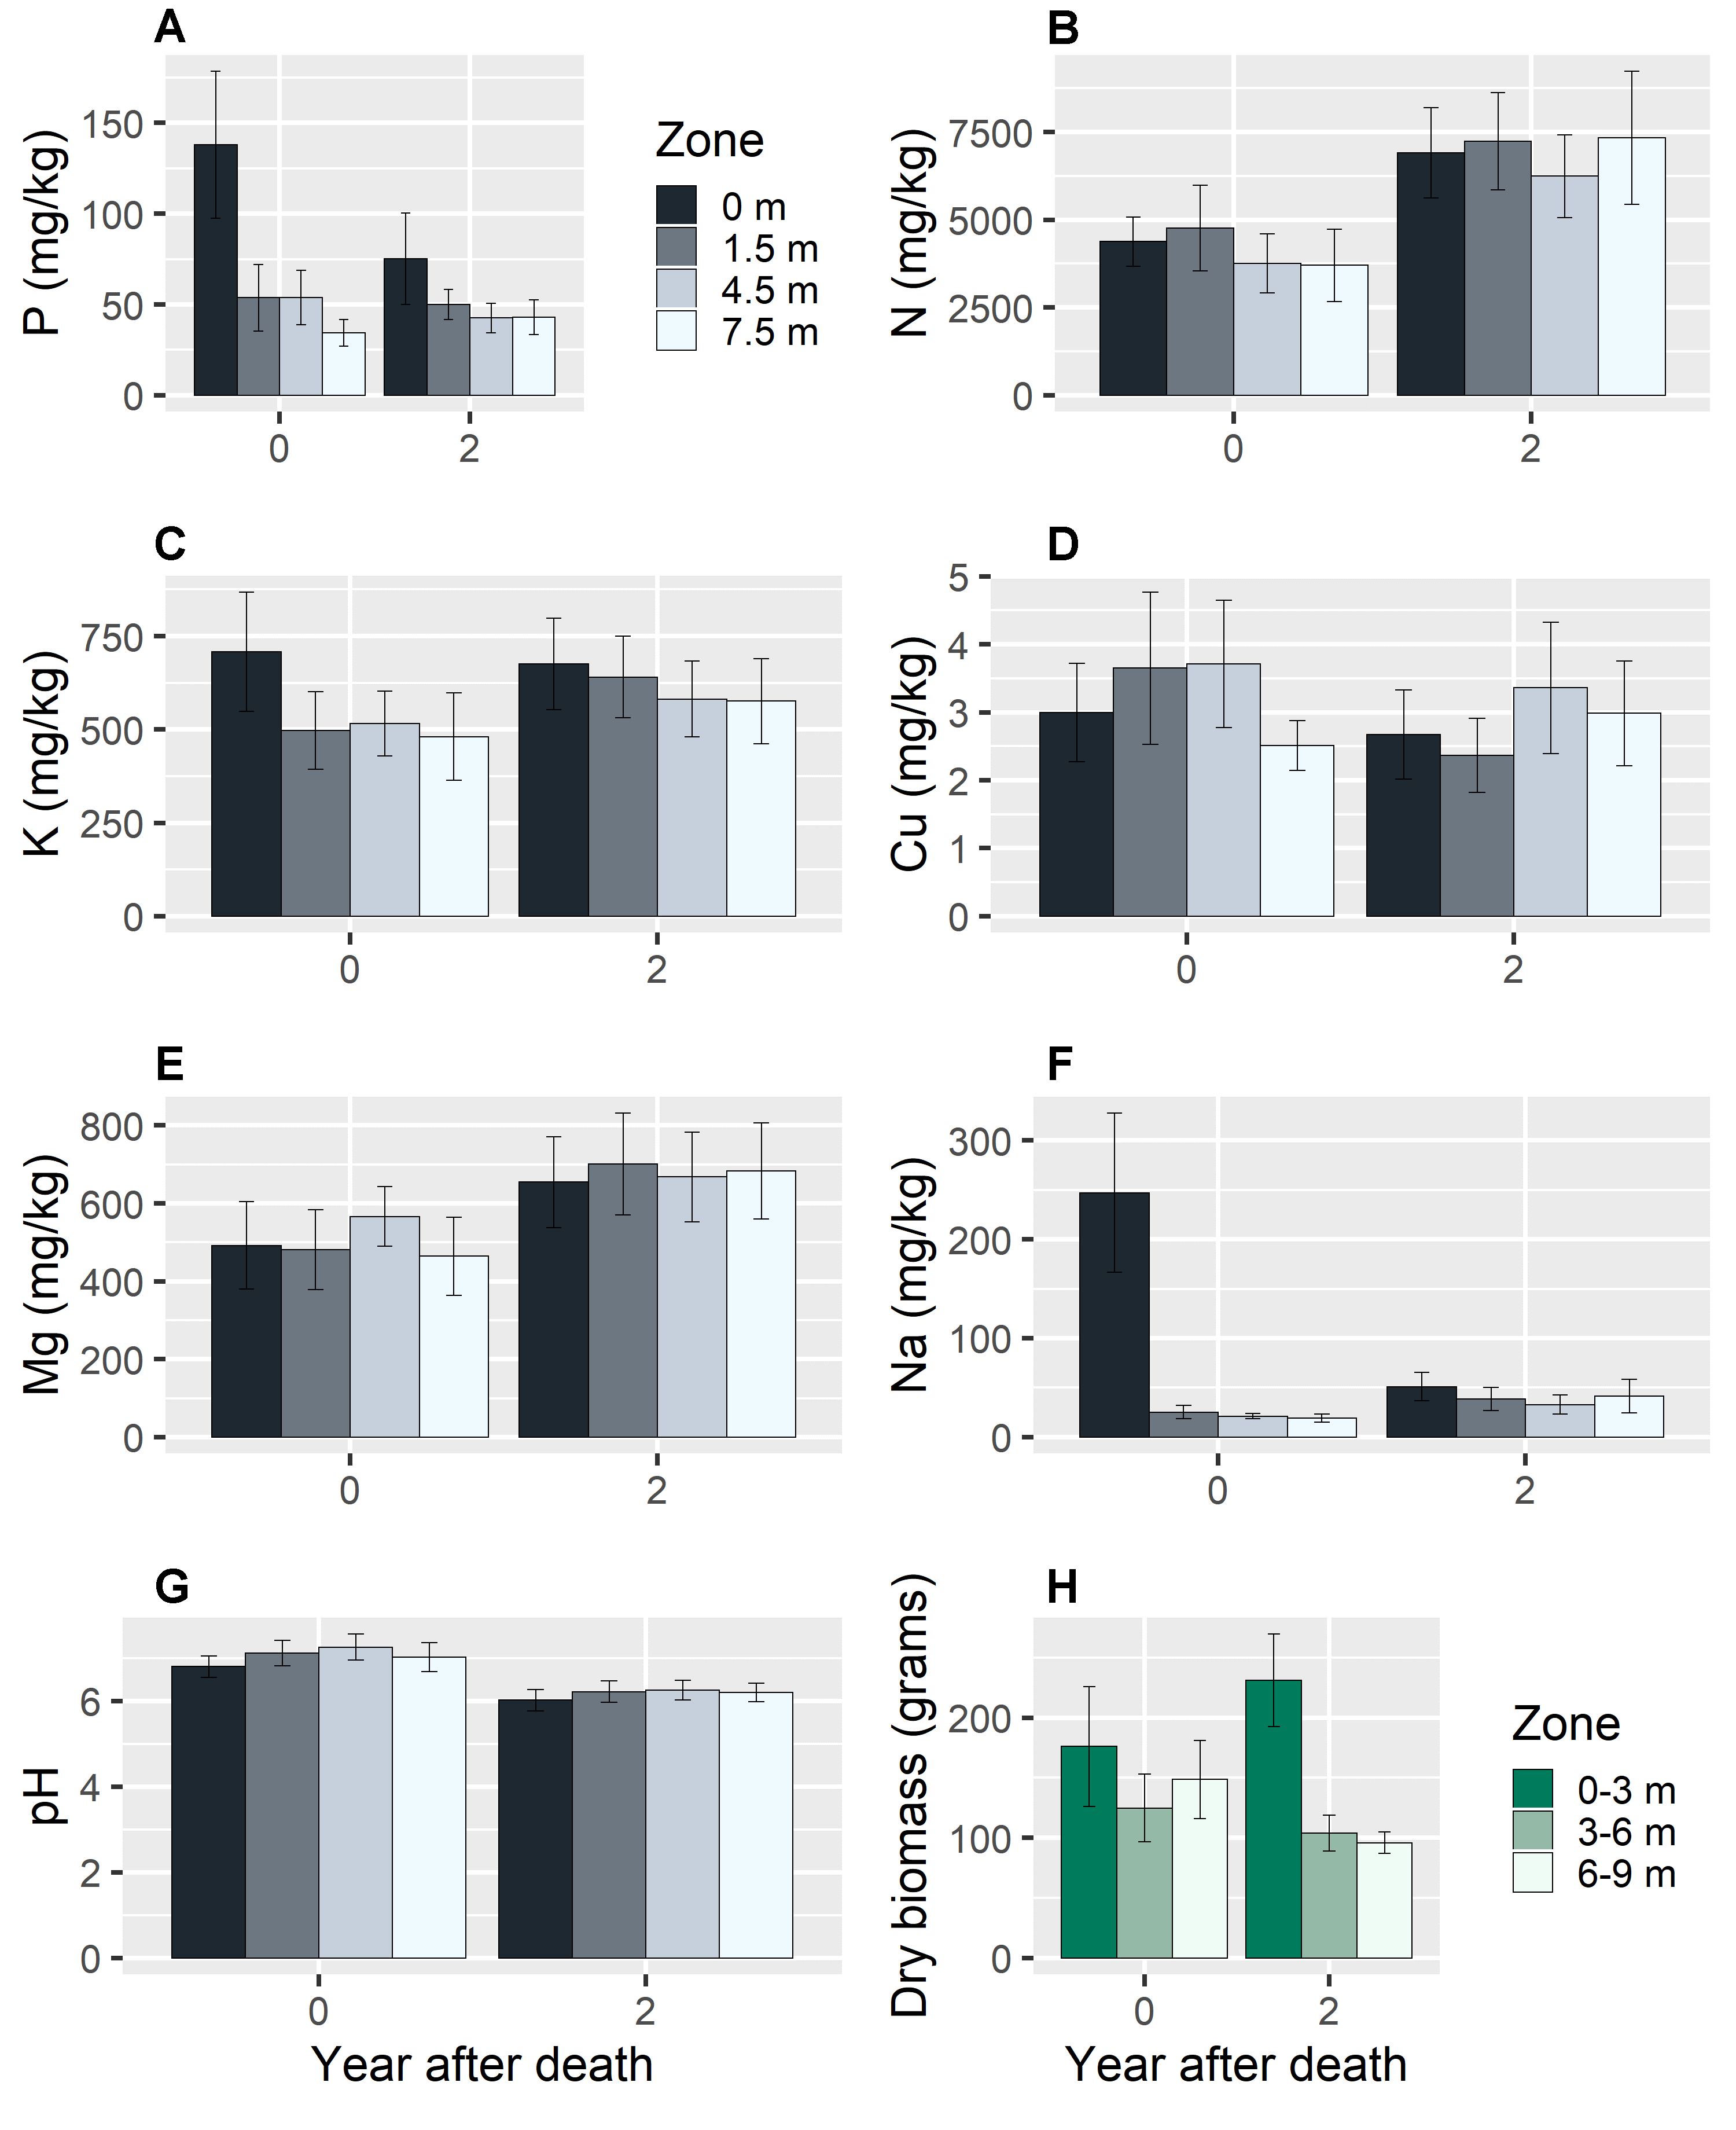 A
P (mg/kg)
150
100
50
0
0 2
Zone
0 m
1.5 m
4.5 m
7.5 m
B
N (mg/kg)
7500
5000
2500
0
0 2
C
K (mg/kg)
750
500
250
0
0 2
D
Cu (mg/kg)
5
4
3
2
1
0
0 2
E
Mg (mg/kg)
800
600
400
200
0
0 2
F
Na (mg/kg)
300
200
100
0
0 2
G
pH
6
4
2
0
0 2
Year after death
H
Dry biomass (grams)
200
100
0
0 2
Year after death
Zone
0-3 m
3-6 m
6-9 m